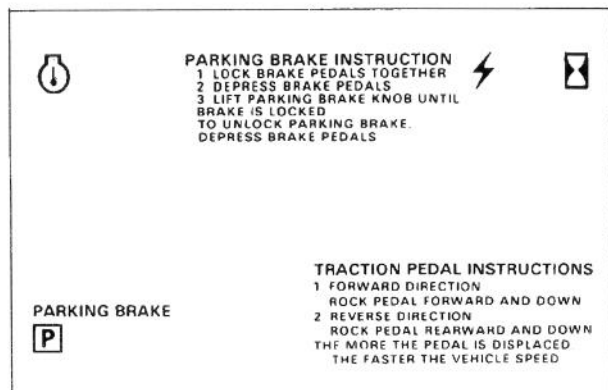 PARKING BRAKE INSTRUCTION
1 LOCK BRAKE PEDALS TOGETHER
2 DEPRESS BRAKE PEDALS
3 LIFT PARKING BRAKE KNOB UNTIL
BRAKE IS LOCKED
TO UNLOCK PARKING BRAKE.
DEPRESS BRAKE PEDALS
TRACTION PEDAL INSTRUCTIONS
1 FORWARD DIRECTION
ROCK PEDAL FORWARD AND DOWN
2 REVERSE DIRECTION
ROCK PEDAL REARWARD AND DOWN
THE MORE THE PEDAL IS DISPLACED
THE FASTER THE VEHICLE SPEED
PARKING BRAKE
P